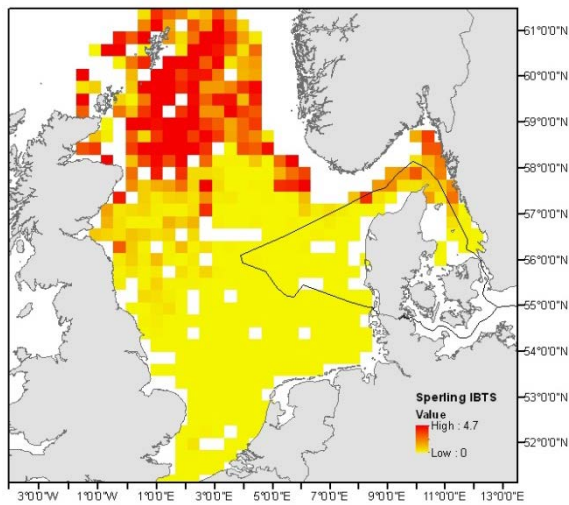 61°0'0"N
60°0'0"N
59°0'0"N
58°0'0"N
57°0'0"N
56°0'0"N
55°0'0"N
54°0'0"N
53°0'0"N
52°0'0"N
Sperling IBTS
Value
High : 4.7
Low : 0
3°0'0"W 1°0'0"W 1°0'0"E 3°0'0"E 5°0'0"E 7°0'0"E 9°0'0"E 11°0'0"E 13°0'0"E